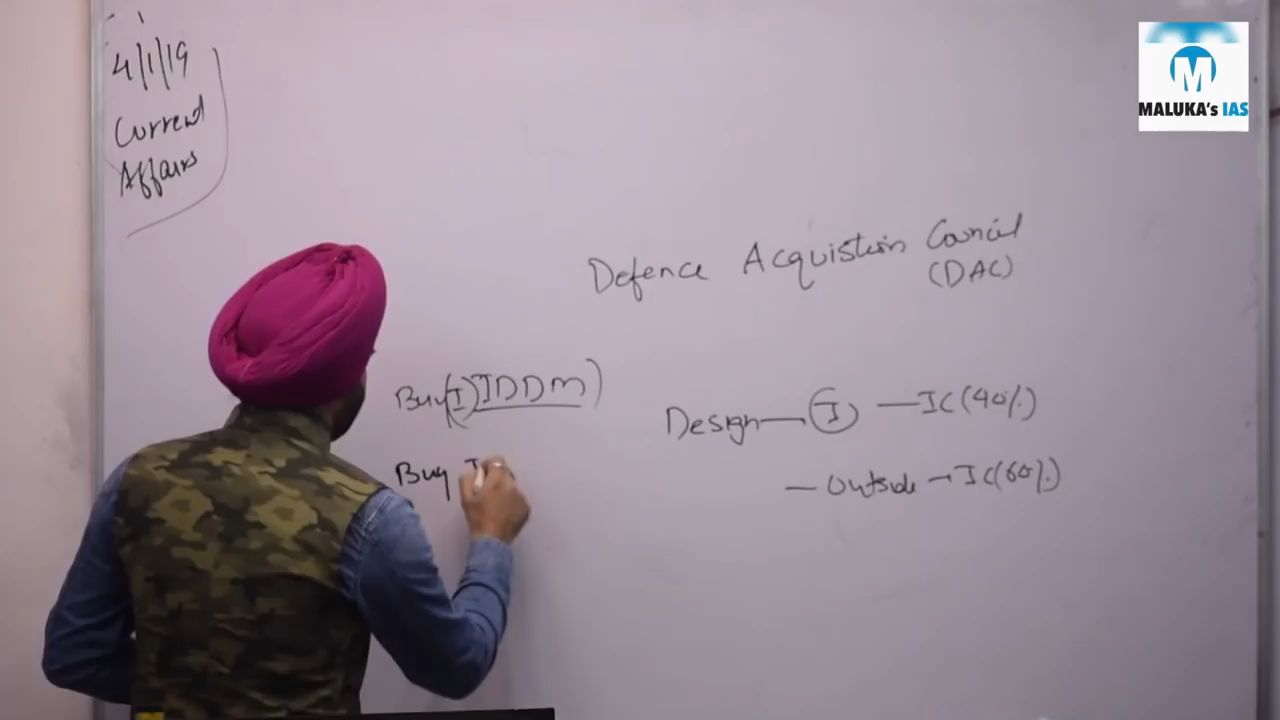 4/1/19
Current
Affairs
M
MALUKA's IAS
Defence Acquistion Council
(DAC)
Buy (I) IDDM)
Design — I — IC (40%)
Buy I
— Outside → IC (60%)